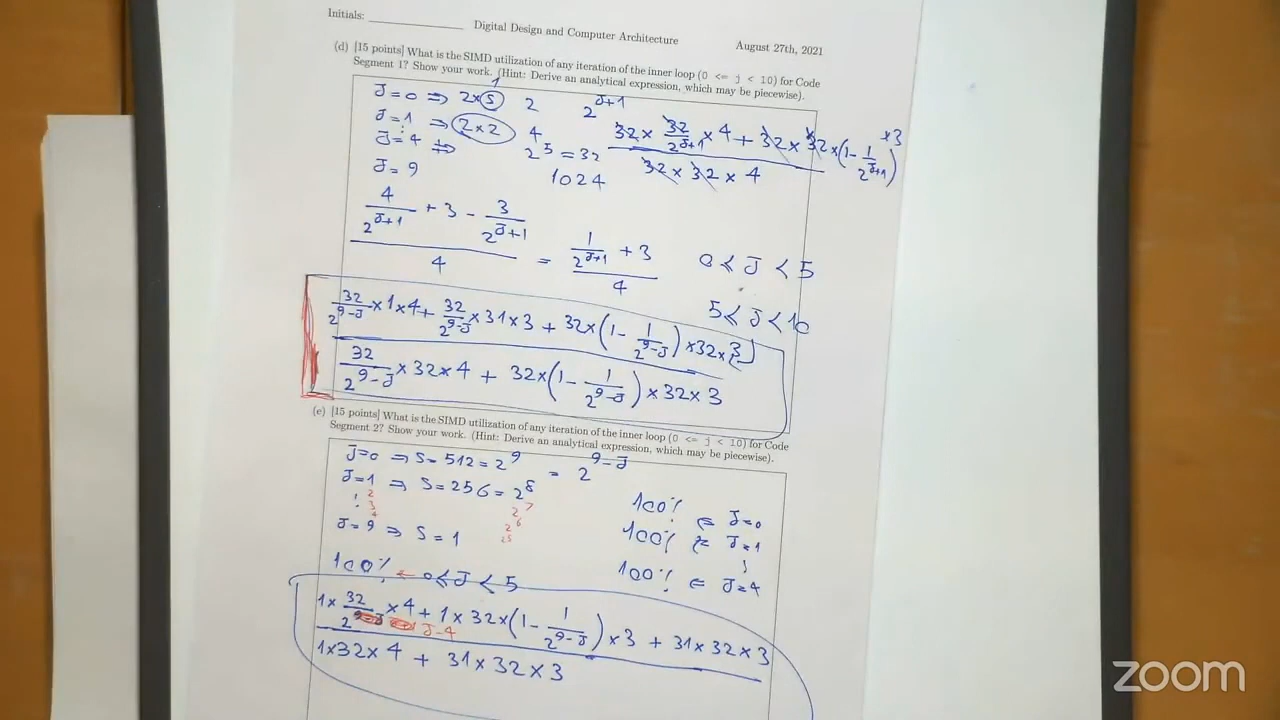 Initials: ____________
Digital Design and Computer Architecture
August 27th, 2021
(d) [15 points] What is the SIMD utilization of any iteration of the inner loop (0 <= j < 10) for Code
Segment 1? Show your work. (Hint: Derive an analytical expression, which may be piecewise).
J=0 ⇒ 2×S 1 2 2^(J+1)
J=1 ⇒ 2×2 4
⋮
J=4 ⇒ 2^5 = 32
J=9 1024
(32 × 32/2^(J+1) × 4 + 32 × 32 × (1 - 1/2^(J+1)) × 3) / (32 × 32 × 4)
(4/2^(J+1) + 3 - 3/2^(J+1)) / 4 = (1/2^(J+1) + 3) / 4 0 ≤ J < 5
5 ≤ J < 10
(32/2^(9-J) × 1 × 4 + 32/2^(9-J) × 31 × 3 + 32 × (1 - 1/2^(9-J)) × 32 × 3)
/ (32/2^(9-J) × 32 × 4 + 32 × (1 - 1/2^(9-J)) × 32 × 3)
(e) [15 points] What is the SIMD utilization of any iteration of the inner loop (0 <= j < 10) for Code
Segment 2? Show your work. (Hint: Derive an analytical expression, which may be piecewise).
J=0 ⇒ S=512 = 2^9 = 2^(9-J)
J=1 ⇒ S=256 = 2^8
2 2^7
3 2^6
4 2^5
J=9 ⇒ S=1
100% ⇐ J=0
100% ⇐ J=1
100% ⇐ J=4
100% ← 0 ≤ J < 5
(1 × 32/2^(J-4) × 4 + 1 × 32 × (1 - 1/2^(9-J)) × 3 + 31 × 32 × 3)
/ (1×32×4 + 31×32×3)
zoom